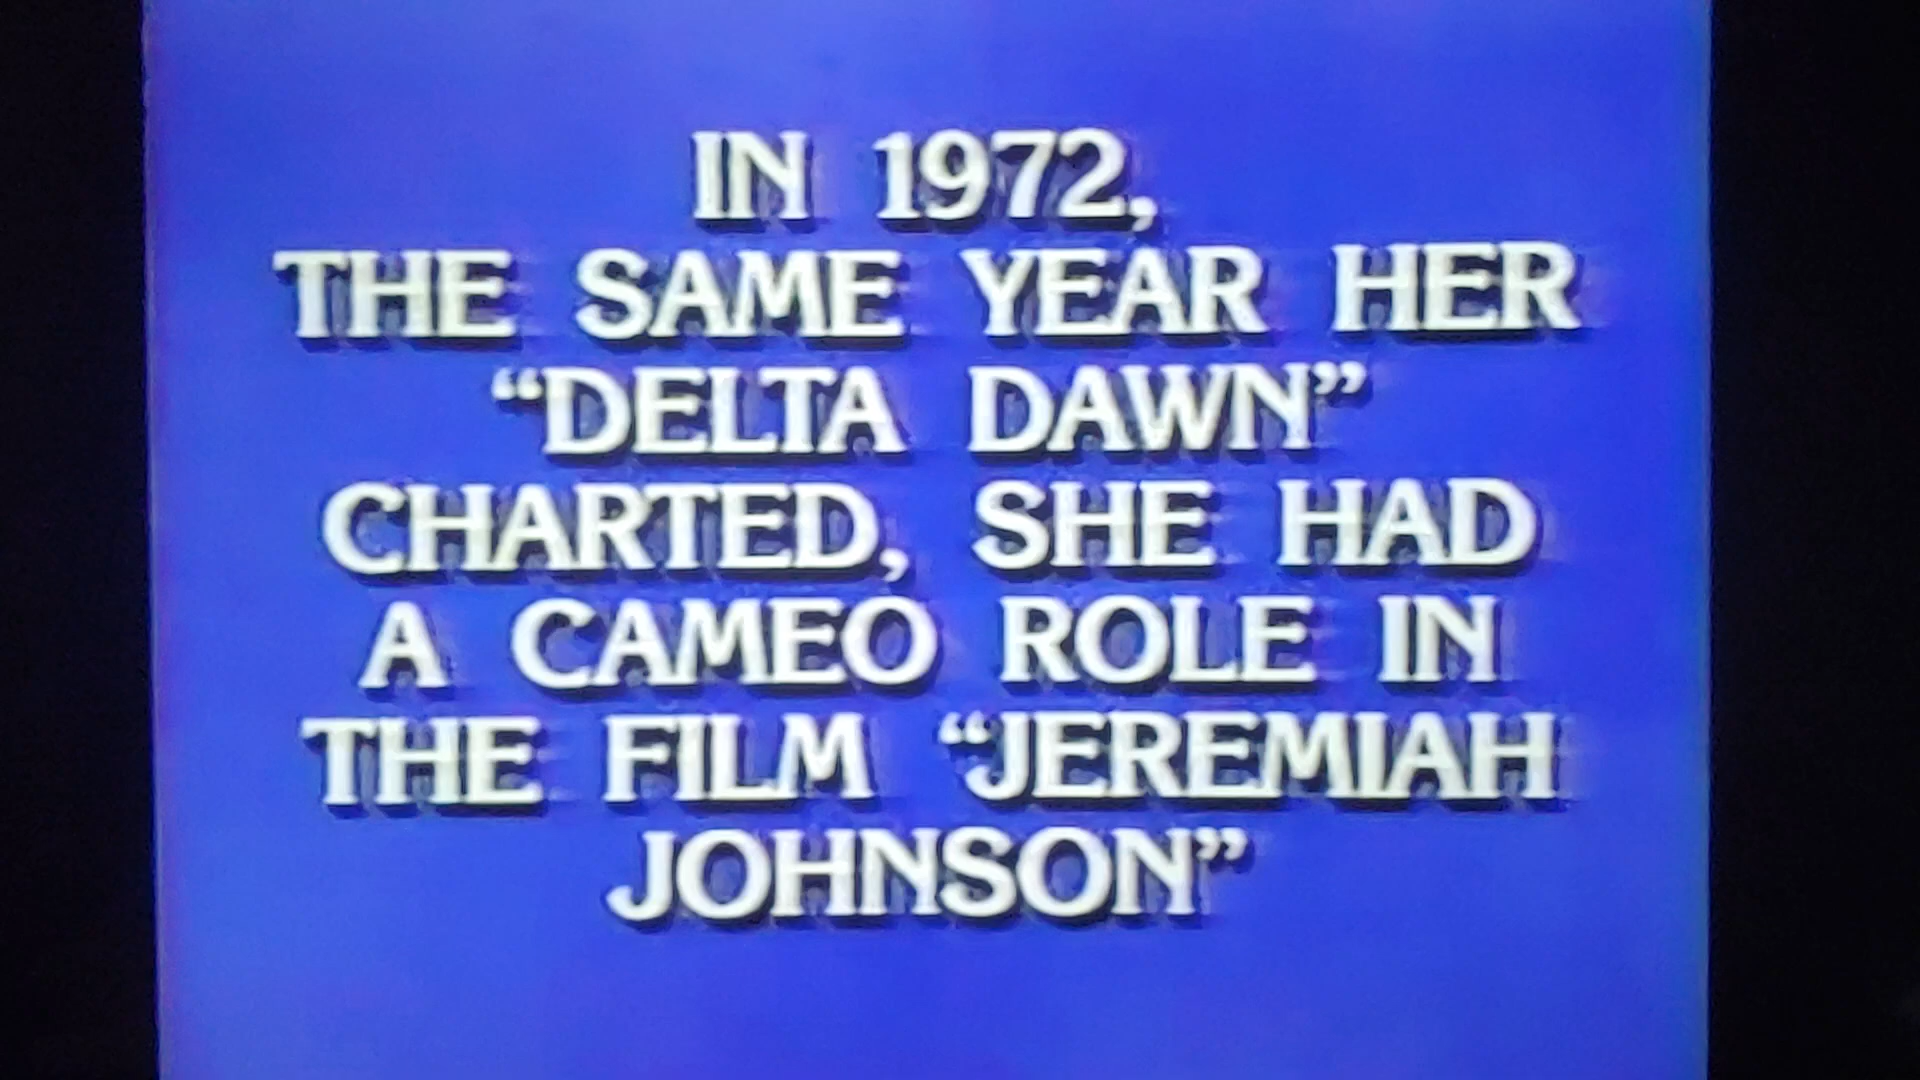 IN 1972,
THE SAME YEAR HER
“DELTA DAWN”
CHARTED, SHE HAD
A CAMEO ROLE IN
THE FILM “JEREMIAH
JOHNSON”